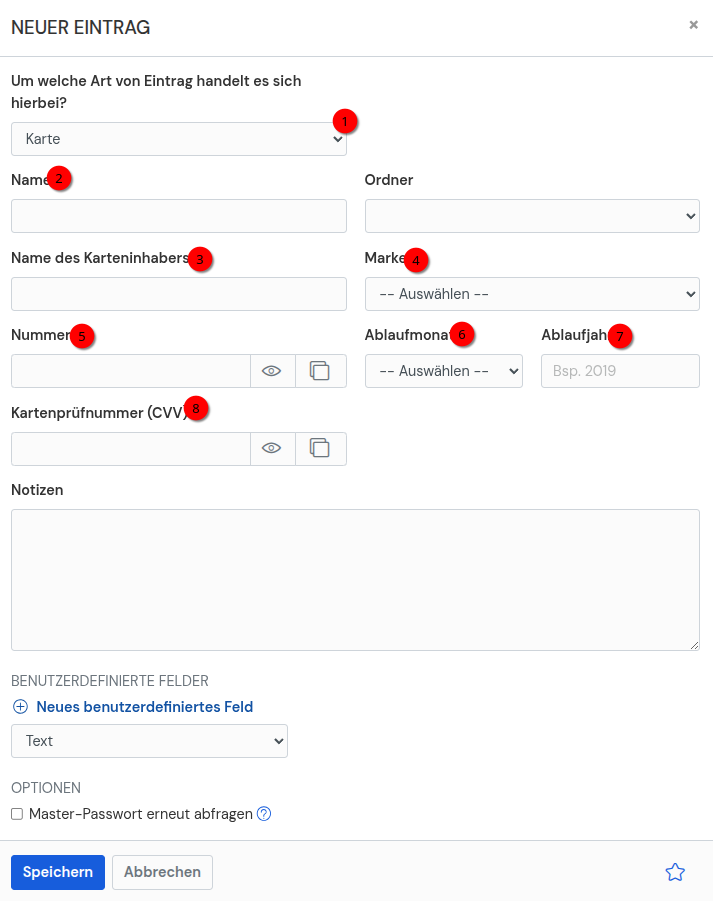 NEUER EINTRAG ×
Um welche Art von Eintrag handelt es sich
hierbei?
1
Karte
Name 2 Ordner
Name des Karteninhabers 3 Marke 4
-- Auswählen --
Nummer 5 Ablaufmonat 6 Ablaufjahr 7
-- Auswählen -- Bsp. 2019
Kartenprüfnummer (CVV) 8
Notizen
BENUTZERDEFINIERTE FELDER
Neues benutzerdefiniertes Feld
Text
OPTIONEN
Master-Passwort erneut abfragen ?
Speichern Abbrechen